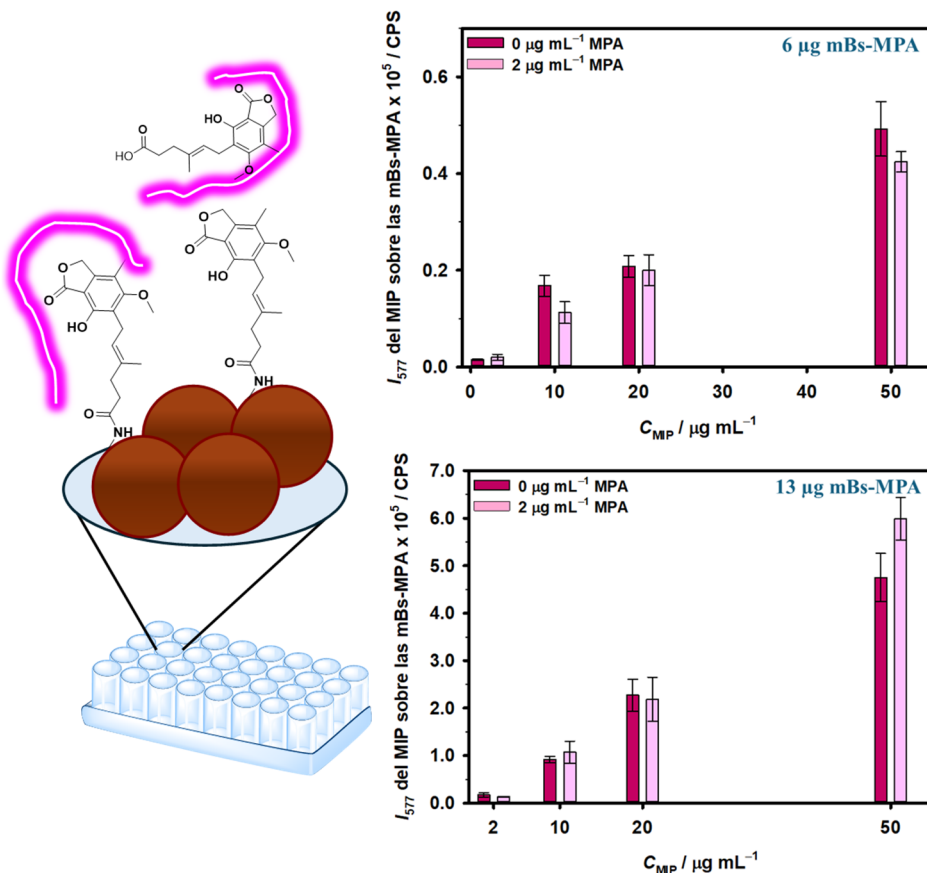 O
O
HO
O
HO
O
O
O
O
HO
O
NH
O
O
O
HO
O
NH
6 µg mBs-MPA
0 µg mL⁻¹ MPA
2 µg mL⁻¹ MPA
I₅₇₇ del MIP sobre las mBs-MPA x 10⁵ / CPS
0.6
0.4
0.2
0.0
0 10 20 30 40 50
C_MIP / µg mL⁻¹
13 µg mBs-MPA
0 µg mL⁻¹ MPA
2 µg mL⁻¹ MPA
I₅₇₇ del MIP sobre las mBs-MPA x 10⁵ / CPS
7.0
6.0
5.0
4.0
3.0
2.0
1.0
0.0
2 10 20 50
C_MIP / µg mL⁻¹